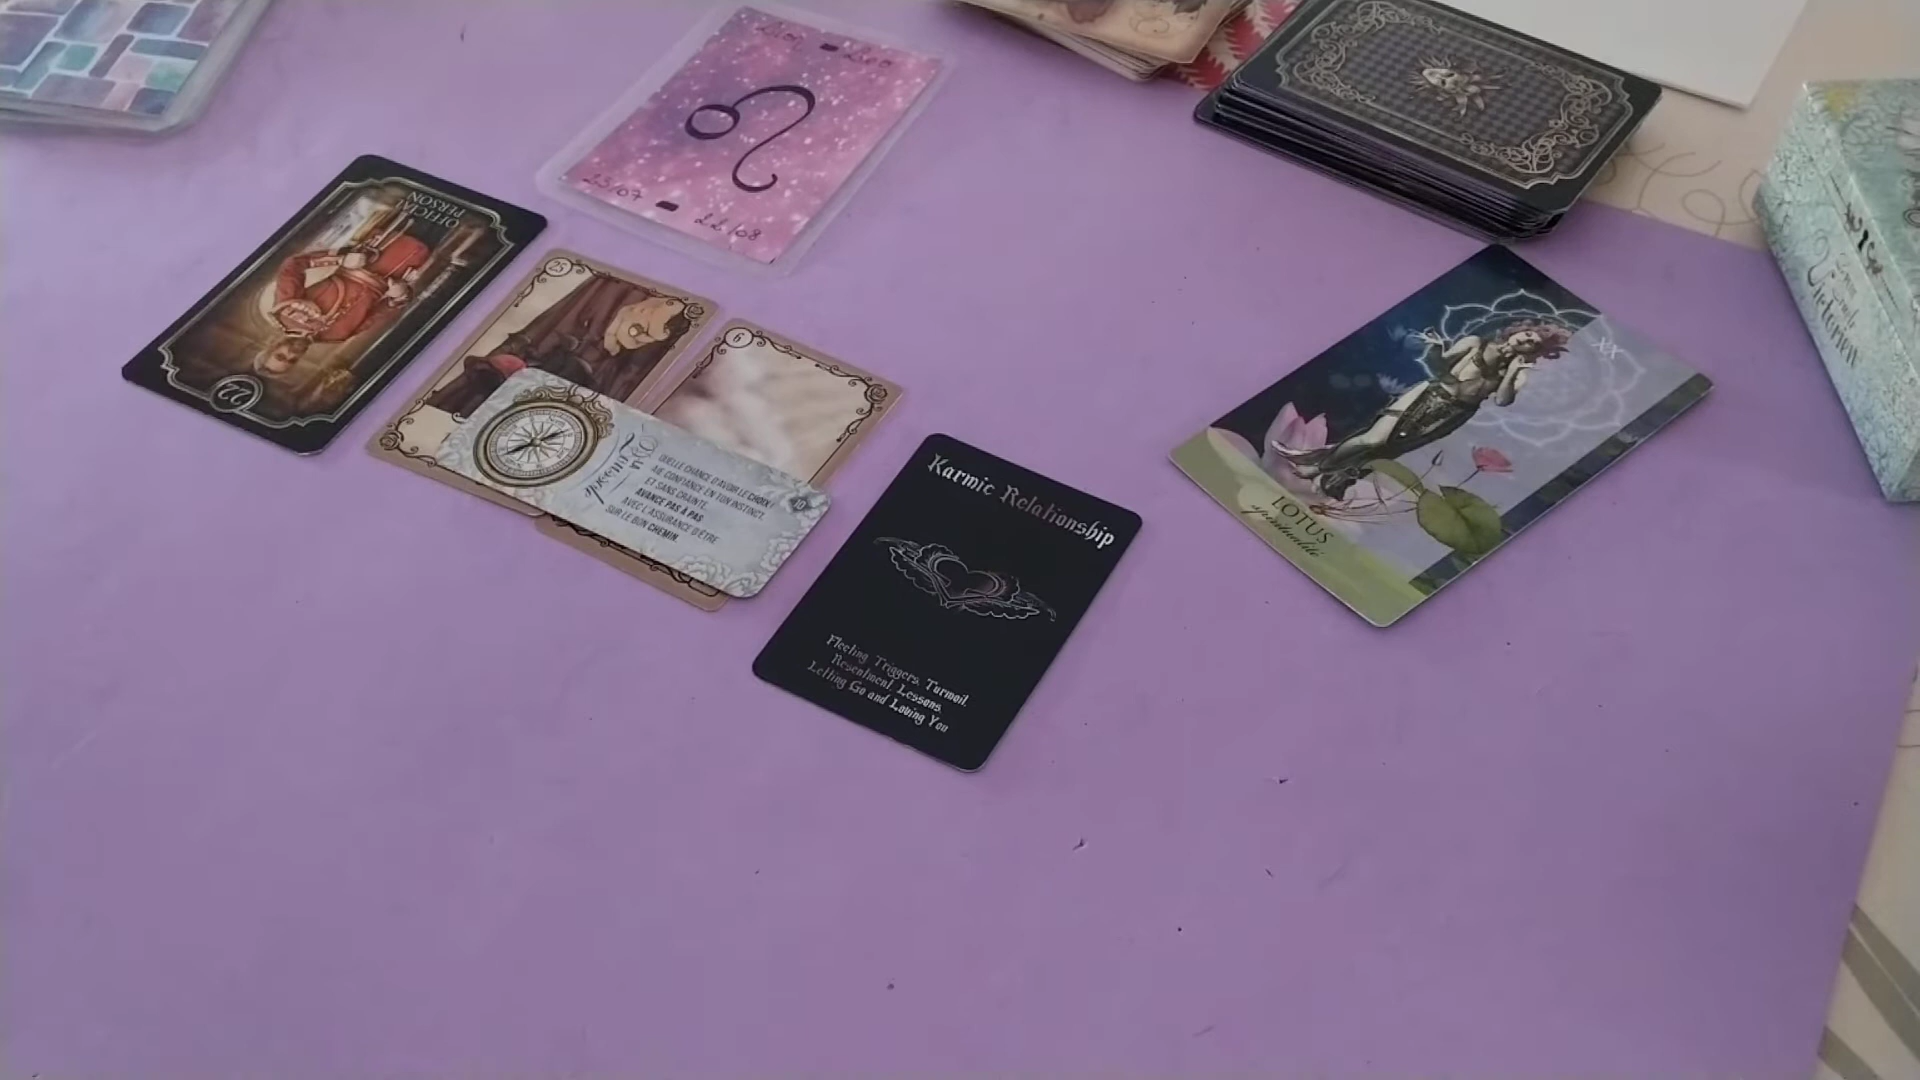 Lion - Leo
23/07 - 22/08
OFFICIAL
PERSON
22
25
6
QUELLE CHANCE D'AVOIR LE CHOIX!
AIE CONFIANCE EN TON INSTINCT,
ET SANS CRAINTE,
AVANCE PAS À PAS
AVEC L'ASSURANCE D'ÊTRE
SUR LE BON CHEMIN.
10
Karmic Relationship
Fleeting Triggers, Turmoil,
Resentment, Lessons,
Letting Go and Loving You
XX
LOTUS
spiritualité
Victorien